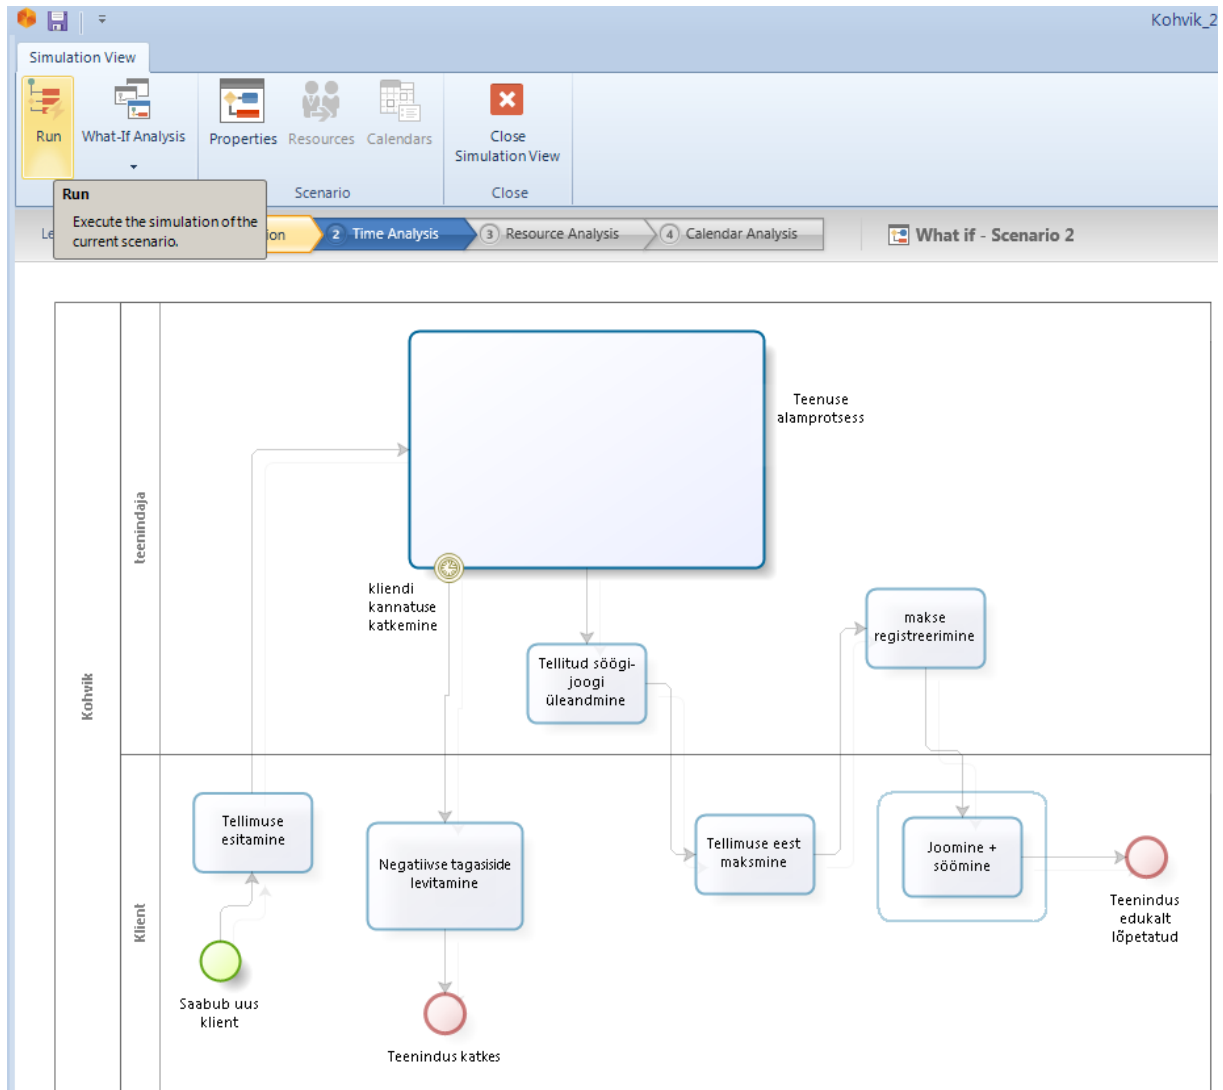 Kohvik_2
Simulation View
Run
What-If Analysis
Properties
Resources
Calendars
Close
Simulation View
Scenario
Close
Run
Execute the simulation of the
current scenario.
2 Time Analysis
3 Resource Analysis
4 Calendar Analysis
What if - Scenario 2
Kohvik
teenindaja
Klient
Teenuse
alamprotsess
kliendi
kannatuse
katkemine
makse
registreerimine
Tellitud söögi-
joogi
üleandmine
Tellimuse
esitamine
Negatiivse tagasiside
levitamine
Tellimuse eest
maksmine
Joomine +
söömine
Teenindus
edukalt
lõpetatud
Saabub uus
klient
Teenindus katkes